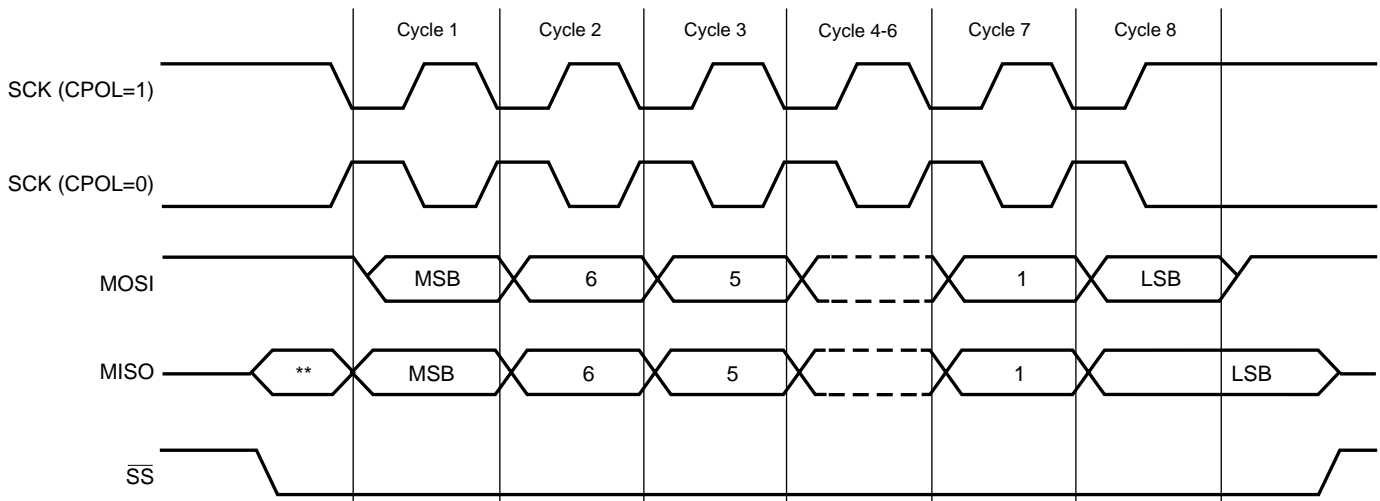 Cycle 1 Cycle 2 Cycle 3 Cycle 4-6 Cycle 7 Cycle 8
SCK (CPOL=1)
SCK (CPOL=0)
MOSI MSB 6 5 1 LSB
MISO ** MSB 6 5 1 LSB
S̅S̅